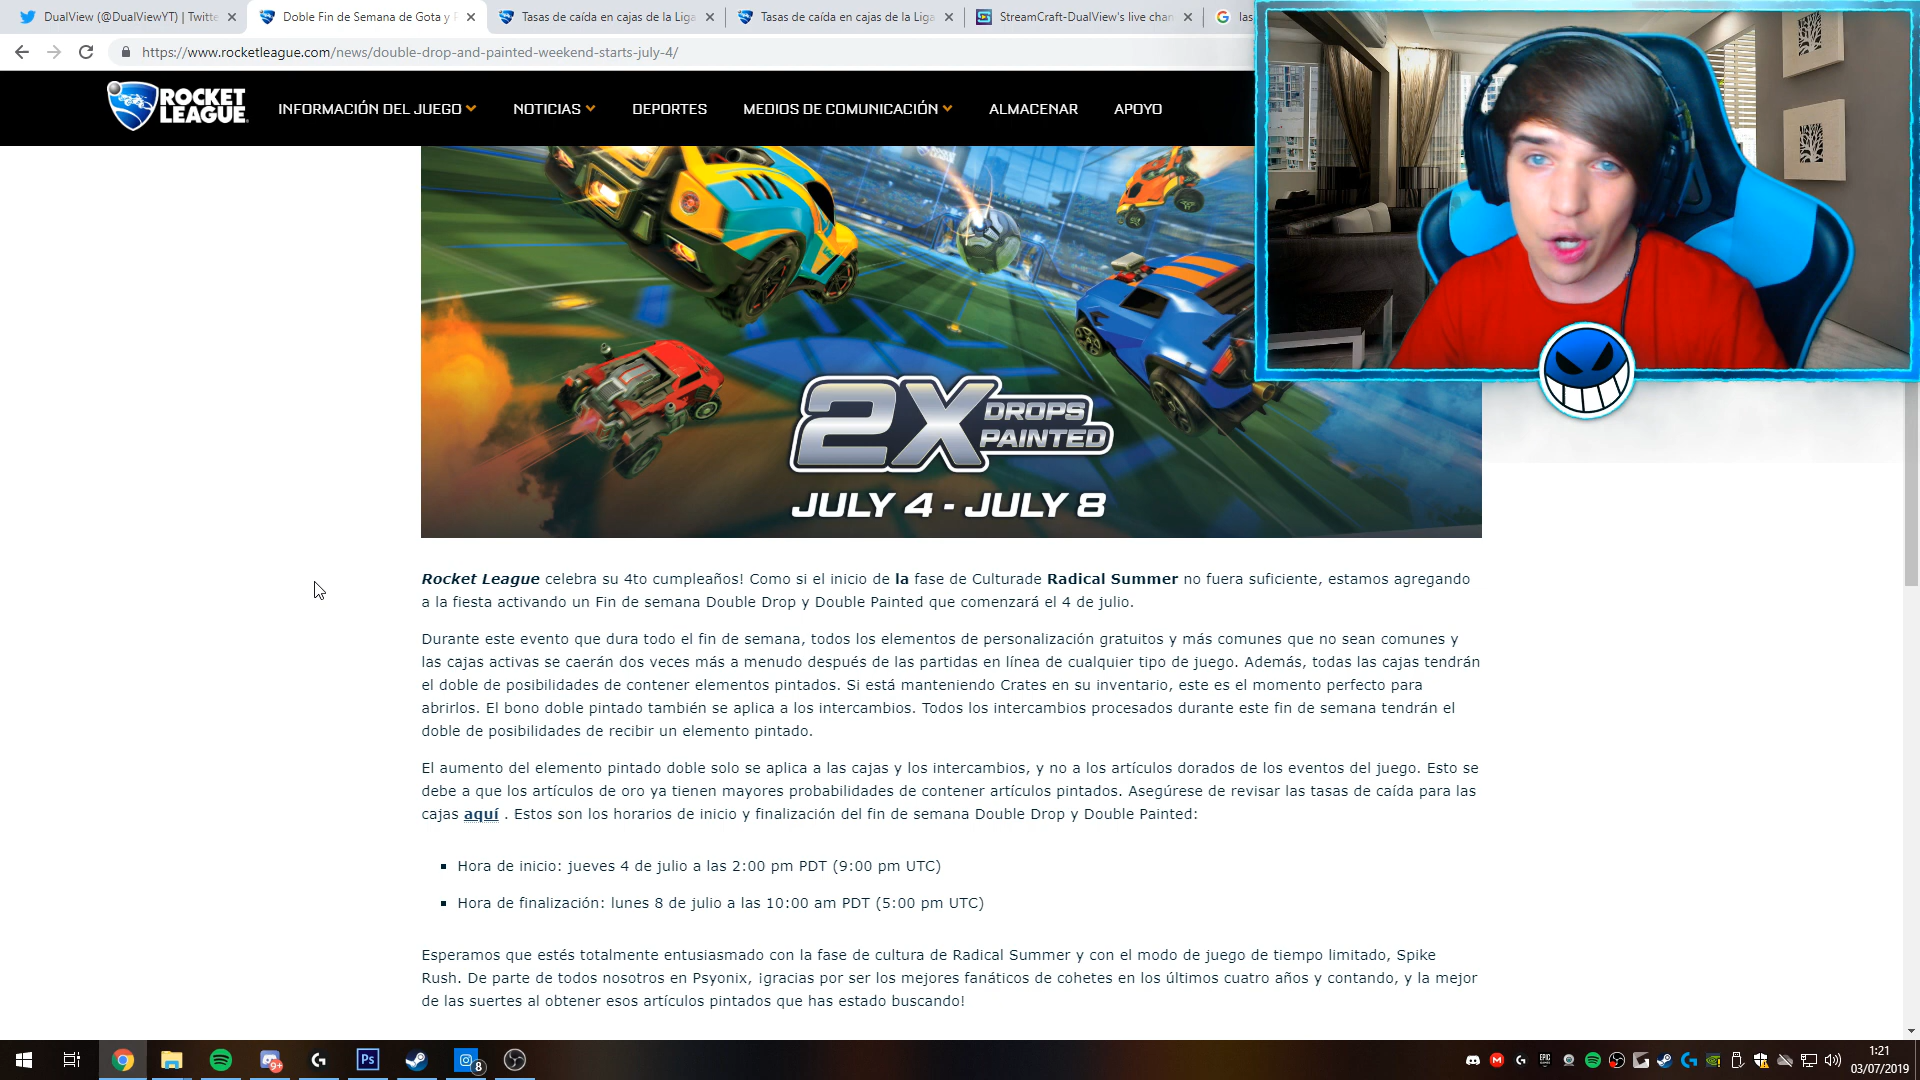 DualView (@DualViewYT) | Twitte
Doble Fin de Semana de Gota y P
Tasas de caída en cajas de la Liga
Tasas de caída en cajas de la Liga
StreamCraft-DualView's live chan
las
https://www.rocketleague.com/news/double-drop-and-painted-weekend-starts-july-4/
ROCKET
LEAGUE
INFORMACIÓN DEL JUEGO
NOTICIAS
DEPORTES
MEDIOS DE COMUNICACIÓN
ALMACENAR
APOYO
2X DROPS
PAINTED
JULY 4 - JULY 8
Rocket League celebra su 4to cumpleaños! Como si el inicio de la fase de Culturade Radical Summer no fuera suficiente, estamos agregando
a la fiesta activando un Fin de semana Double Drop y Double Painted que comenzará el 4 de julio.
Durante este evento que dura todo el fin de semana, todos los elementos de personalización gratuitos y más comunes que no sean comunes y
las cajas activas se caerán dos veces más a menudo después de las partidas en línea de cualquier tipo de juego. Además, todas las cajas tendrán
el doble de posibilidades de contener elementos pintados. Si está manteniendo Crates en su inventario, este es el momento perfecto para
abrirlos. El bono doble pintado también se aplica a los intercambios. Todos los intercambios procesados durante este fin de semana tendrán el
doble de posibilidades de recibir un elemento pintado.
El aumento del elemento pintado doble solo se aplica a las cajas y los intercambios, y no a los artículos dorados de los eventos del juego. Esto se
debe a que los artículos de oro ya tienen mayores probabilidades de contener artículos pintados. Asegúrese de revisar las tasas de caída para las
cajas aquí . Estos son los horarios de inicio y finalización del fin de semana Double Drop y Double Painted:
▪ Hora de inicio: jueves 4 de julio a las 2:00 pm PDT (9:00 pm UTC)
▪ Hora de finalización: lunes 8 de julio a las 10:00 am PDT (5:00 pm UTC)
Esperamos que estés totalmente entusiasmado con la fase de cultura de Radical Summer y con el modo de juego de tiempo limitado, Spike
Rush. De parte de todos nosotros en Psyonix, ¡gracias por ser los mejores fanáticos de cohetes en los últimos cuatro años y contando, y la mejor
de las suertes al obtener esos artículos pintados que has estado buscando!
9+
Ps
8
1:21
03/07/2019